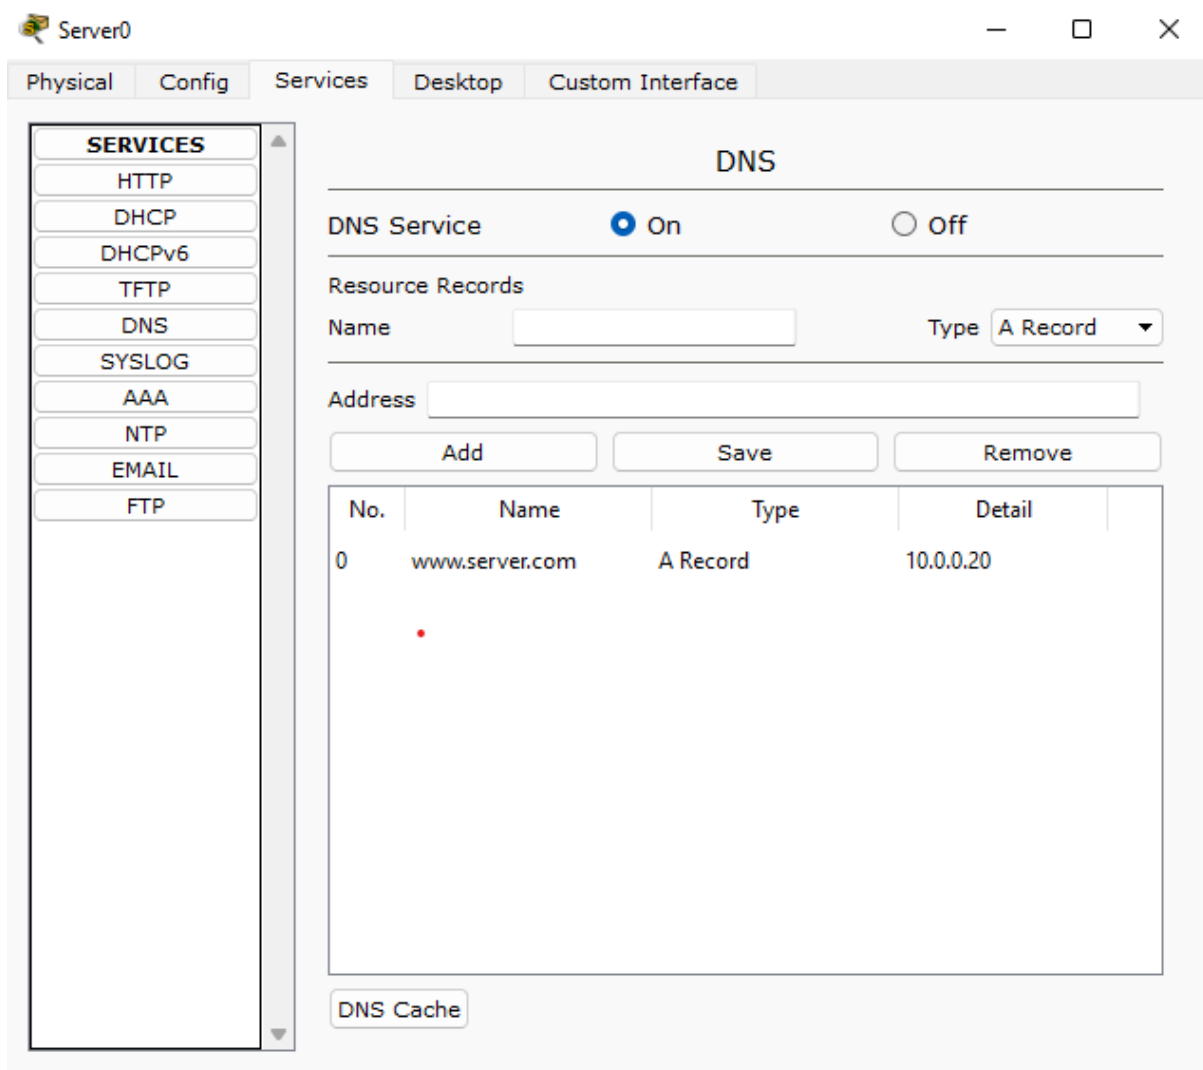 Server0
Physical Config Services Desktop Custom Interface
SERVICES
HTTP
DHCP
DHCPv6
TFTP
DNS
SYSLOG
AAA
NTP
EMAIL
FTP
DNS
DNS Service On Off
Resource Records
Name Type A Record
Address
Add Save Remove
No. Name Type Detail
0 www.server.com A Record 10.0.0.20
DNS Cache